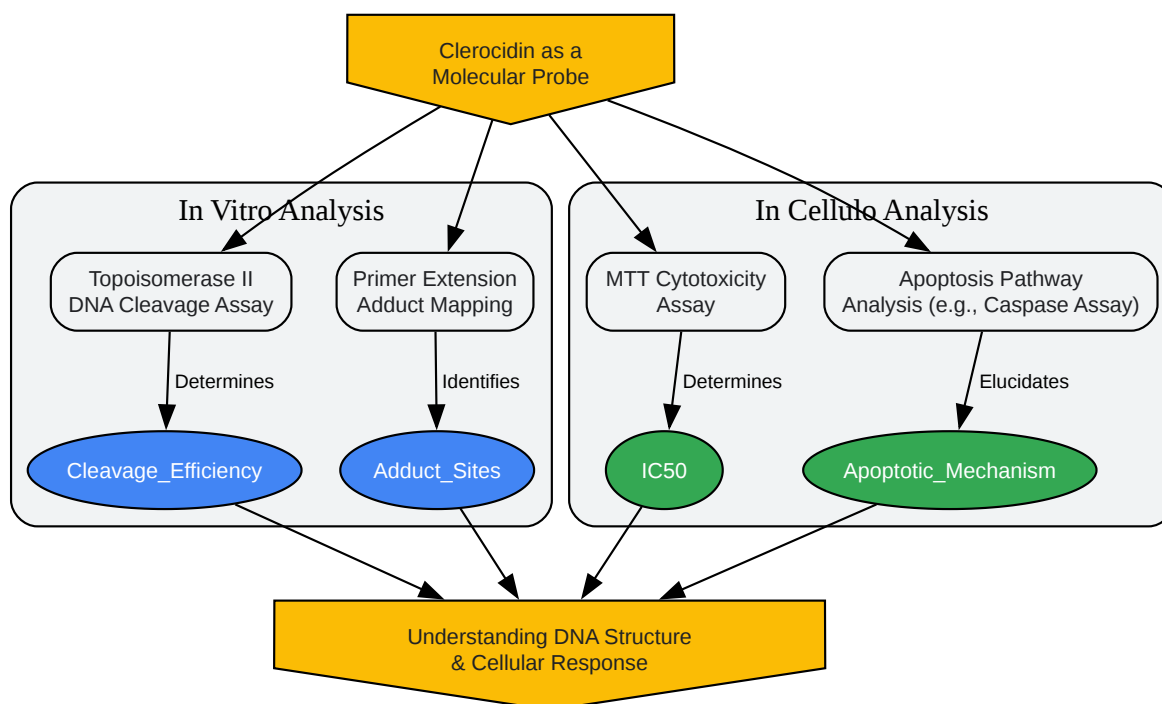 Clerocidin as a
Molecular Probe
In Vitro Analysis
In Cellulo Analysis
Topoisomerase II
DNA Cleavage Assay
Primer Extension
Adduct Mapping
MTT Cytotoxicity
Assay
Apoptosis Pathway
Analysis (e.g., Caspase Assay)
Determines
Identifies
Determines
Elucidates
Cleavage_Efficiency
Adduct_Sites
IC50
Apoptotic_Mechanism
Understanding DNA Structure
& Cellular Response